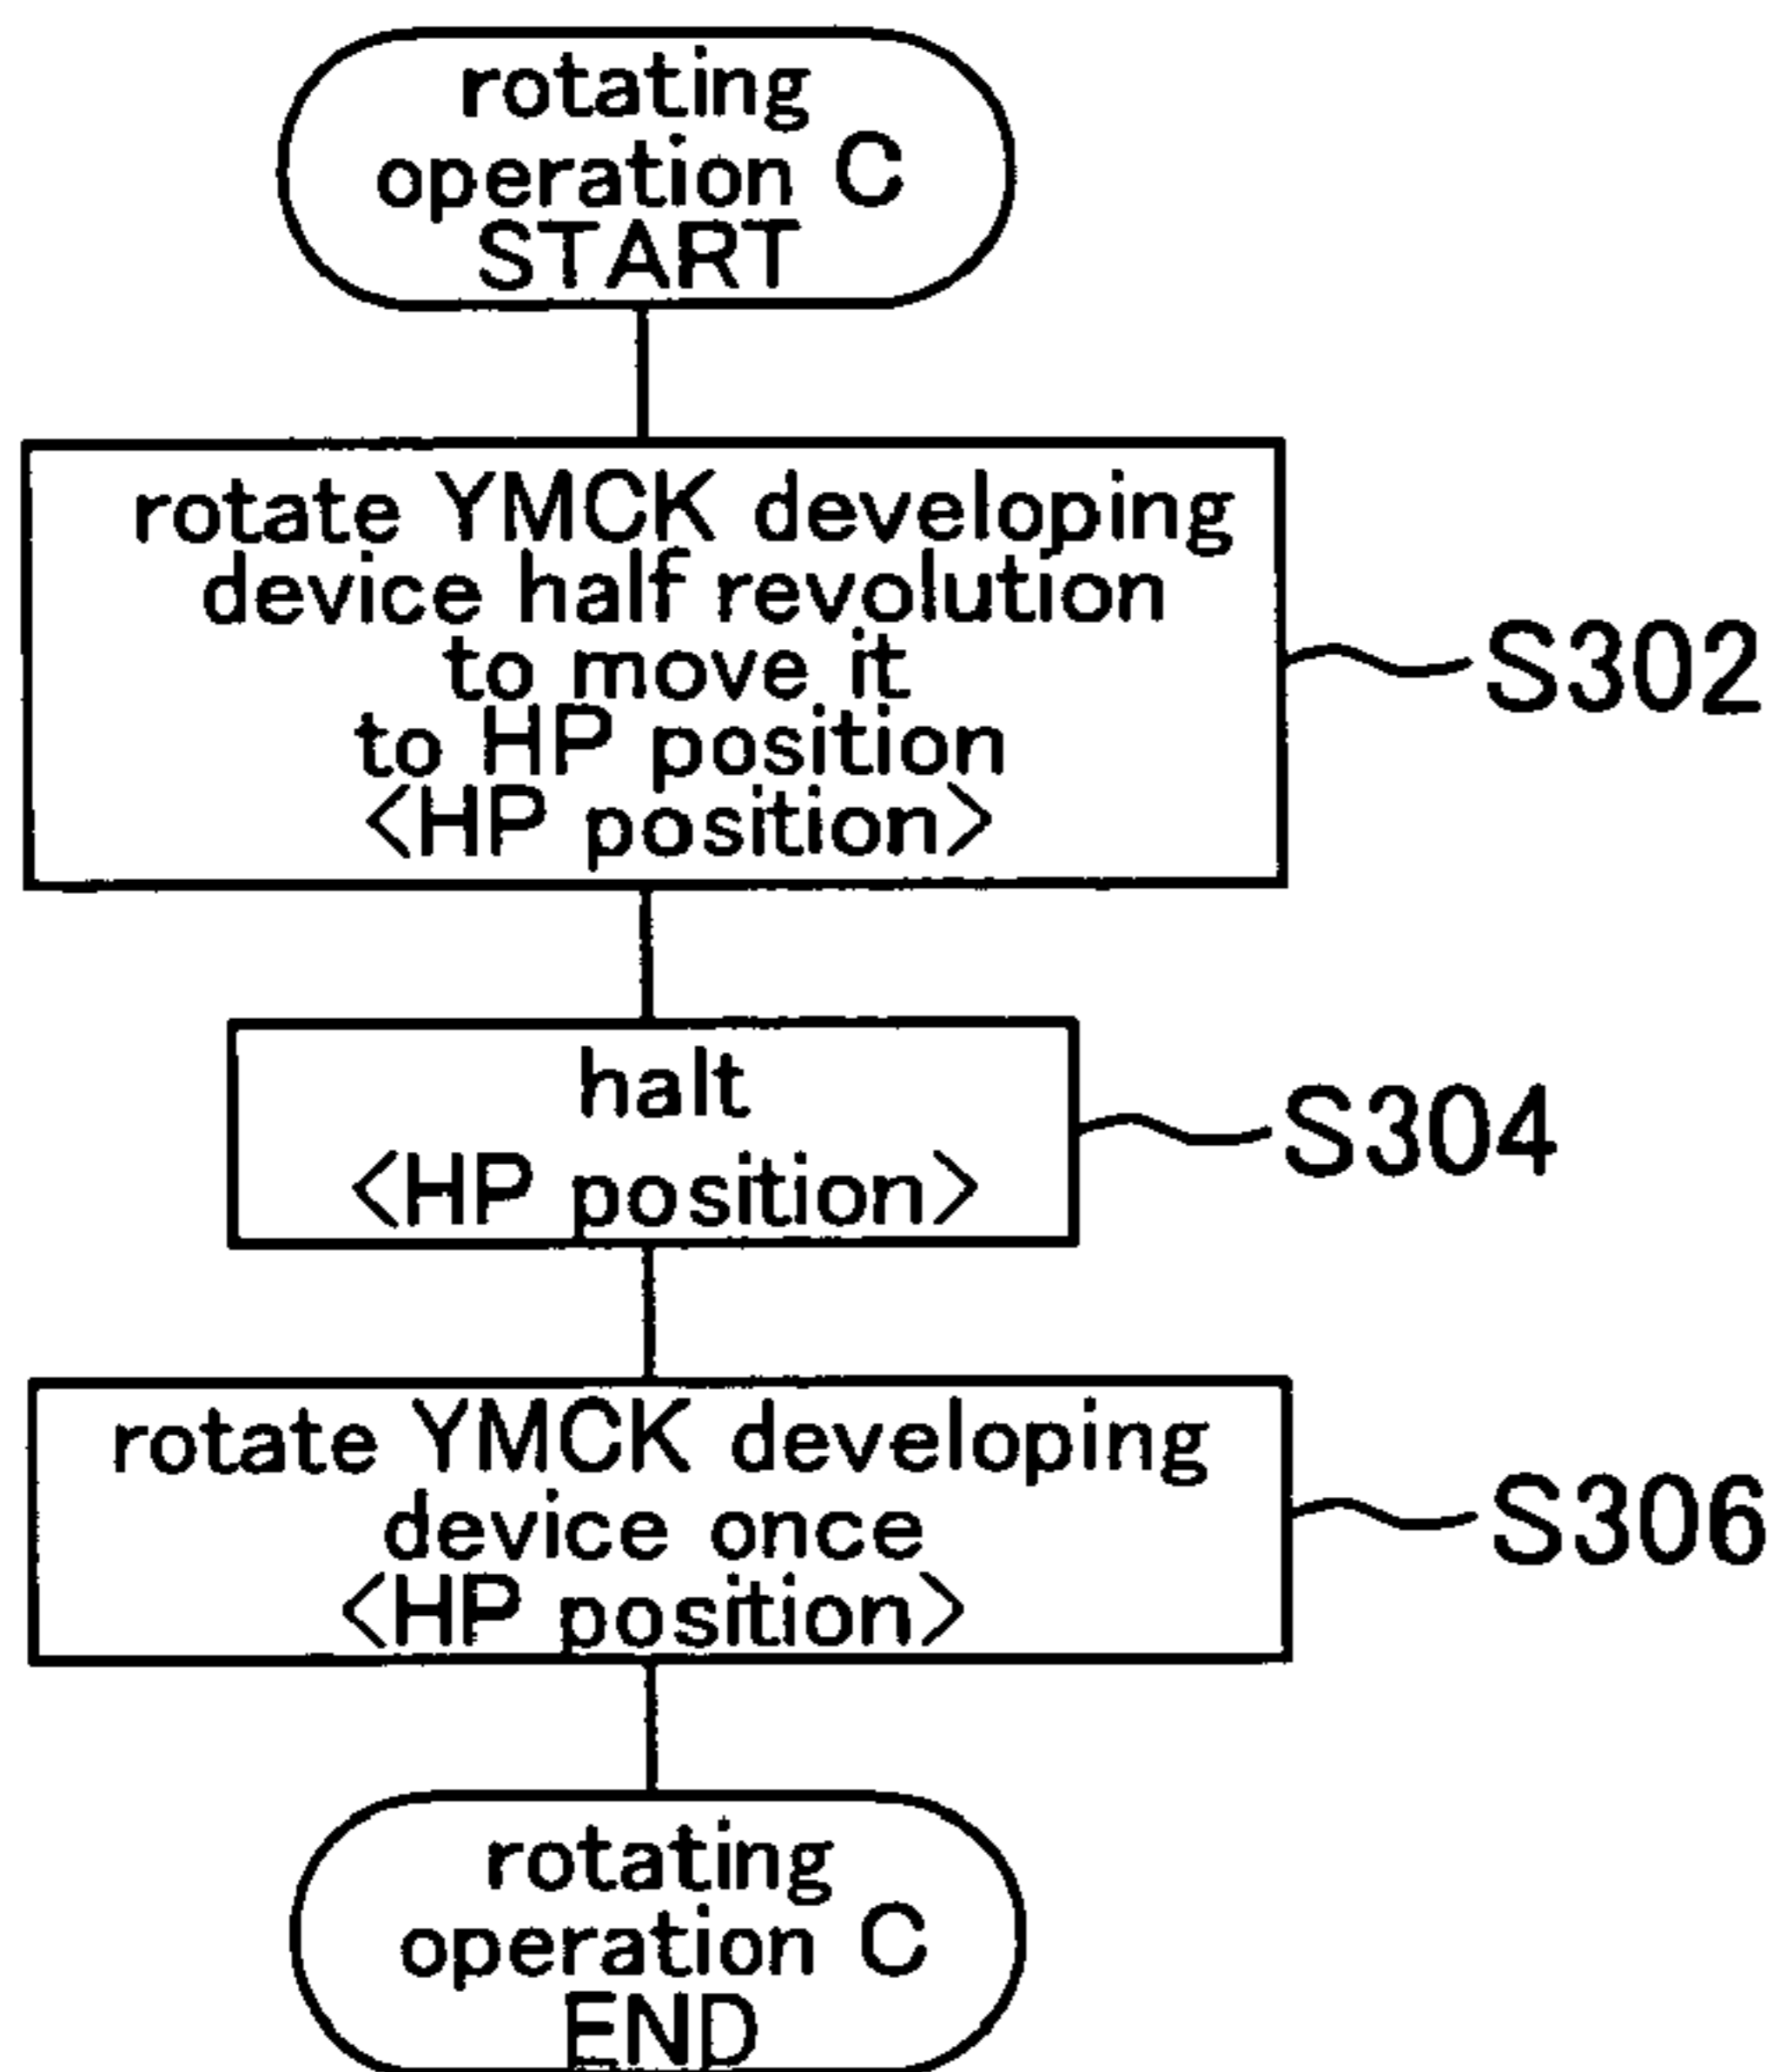 rotating
operation C
START
rotate YMCK developing
device half revolution
to move it
to HP position
<HP position>
S302
halt
<HP position>
S304
rotate YMCK developing
device once
<HP position>
S306
rotating
operation C
END